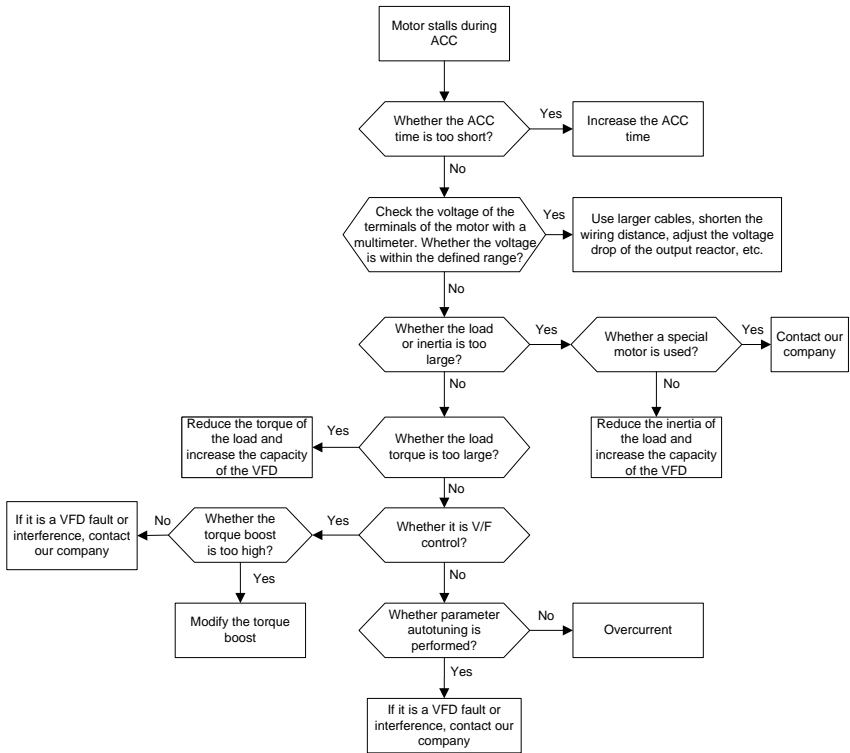 Motor stalls during
ACC
Whether the ACC
time is too short?
Yes
Increase the ACC
time
No
Check the voltage of the
terminals of the motor with a
multimeter. Whether the voltage
is within the defined range?
Yes
Use larger cables, shorten the
wiring distance, adjust the voltage
drop of the output reactor, etc.
No
Whether the load
or inertia is too
large?
Yes
Whether a special
motor is used?
Yes
Contact our
company
No
No
Reduce the torque of
the load and
increase the capacity
of the VFD
Yes
Whether the load
torque is too large?
Reduce the inertia of
the load and
increase the capacity
of the VFD
No
If it is a VFD fault or
interference, contact
our company
No
Whether the
torque boost
is too high?
Yes
Whether it is V/F
control?
Yes
No
Modify the torque
boost
Whether parameter
autotuning is
performed?
No
Overcurrent
Yes
If it is a VFD fault or
interference, contact our
company